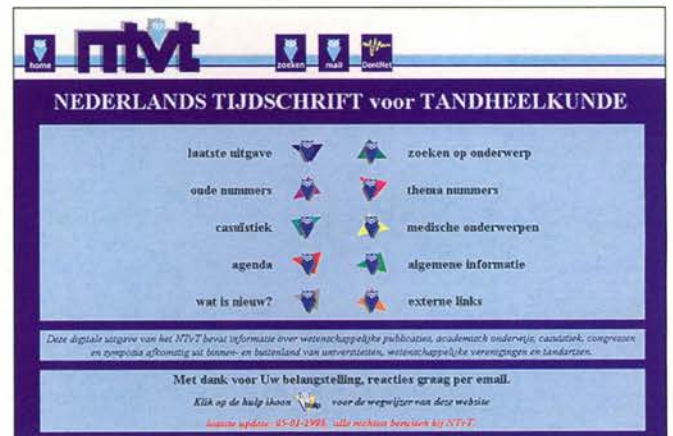 ntvt
home
zoeken
mail
DentNet
NEDERLANDS TIJDSCHRIFT voor TANDHEELKUNDE
laatste uitgave
zoeken op onderwerp
oude nummers
thema nummers
casuïstiek
medische onderwerpen
agenda
algemene informatie
wat is nieuw?
externe links
Deze digitale uitgave van het NTvT bevat informatie over wetenschappelijke publicaties, academisch onderwijs, casuïstiek, congressen
en symposia afkomstig uit binnen- en buitenland van universiteiten, wetenschappelijke verenigingen en tandartsen.
Met dank voor Uw belangstelling, reacties graag per email.
Klik op de hulp ikoon voor de wegwijzer van deze website
laatste update: 05-01-1998, alle rechten berusten bij NTvT.